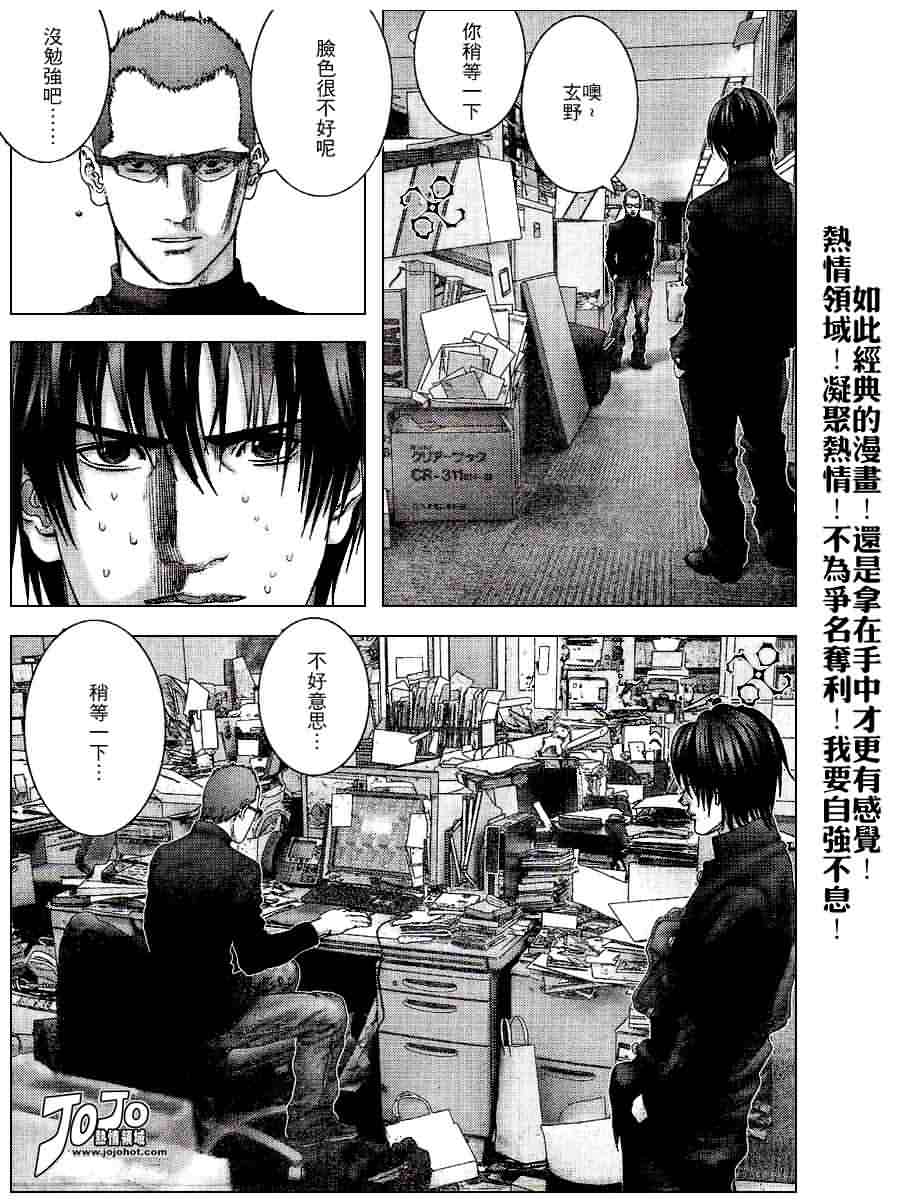 噢，
玄野
你稍等一下
臉色很不好呢
沒勉強吧……
不好意思…
稍等一下…
クリアーブック
CR-311
如此經典的漫畫！還是拿在手中才更有感覺！
熱情領域！凝聚熱情！不為爭名奪利！我要自強不息！
JOJO
熱情領域
www.jojohot.com